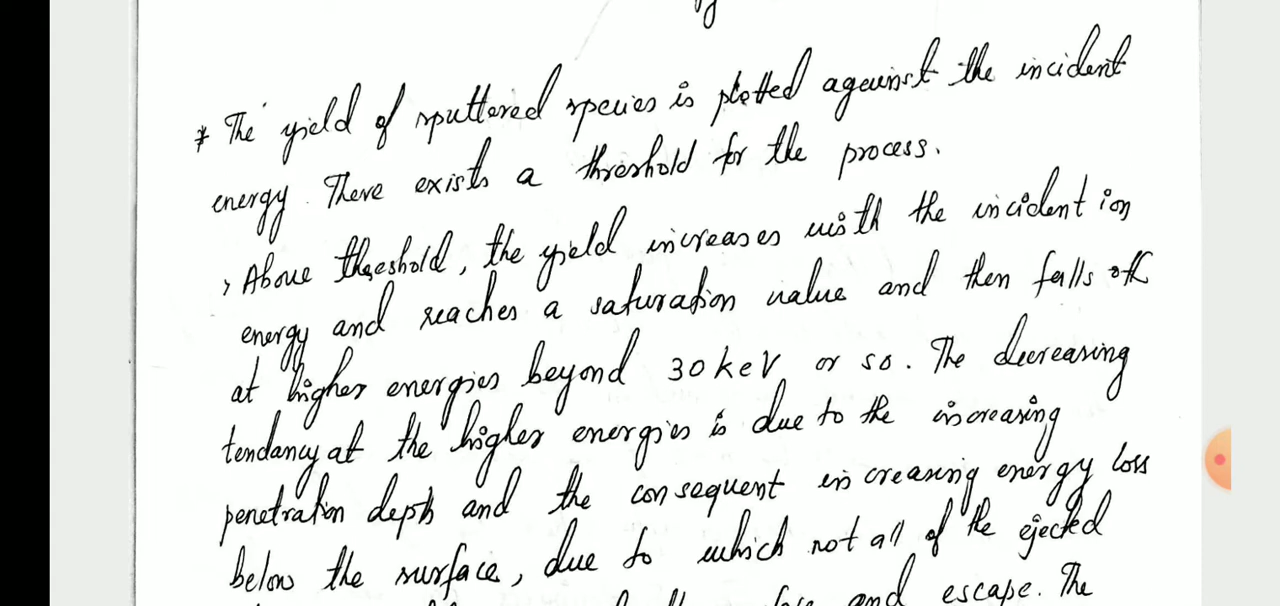 * The yield of sputtered species is plotted against the incident
energy. There exists a threshold for the process.
> Above threshold, the yield increases with the incident ion
energy and reaches a saturation value and then falls off
at higher energies beyond 30 keV or so. The decreasing
tendancy at the higher energies is due to the increasing
penetration depth and the consequent increasing energy loss
below the surface, due to which not all of the ejected
and escape. The